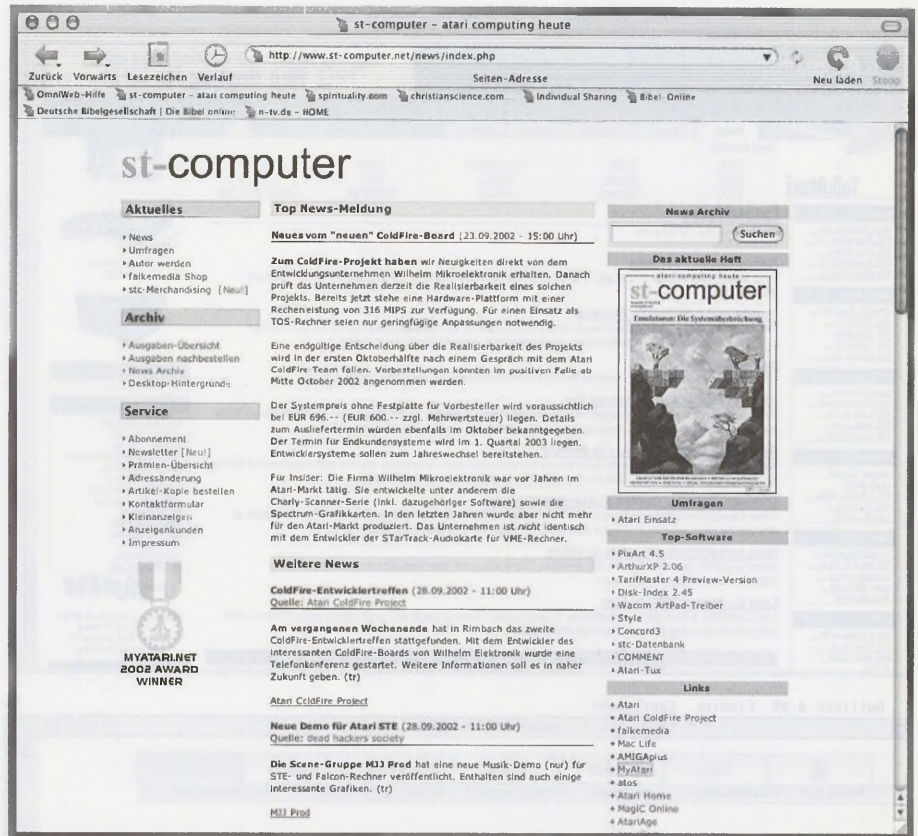 st-computer – atari computing heute
http://www.st-computer.net/news/index.php
Zurück Vorwärts Lesezeichen Verlauf Seiten-Adresse Neu laden Stopp
OmniWeb-Hilfe st-computer – atari computing heute spirituality.com christianscience.com... Individual Sharing Bibel-Online
Deutsche Bibelgesellschaft | Die Bibel online n-tv.de – HOME
st-computer
Aktuelles
News
Umfragen
Autor werden
falkemedia Shop
stc-Merchandising [Neu!]
Archiv
Ausgaben-Übersicht
Ausgaben nachbestellen
News Archiv
Desktop-Hintergründe
Service
Abonnement
Newsletter [Neu!]
Prämien-Übersicht
Adressänderung
Artikel-Kopie bestellen
Kontaktformular
Kleinanzeigen
Anzeigenkunden
Impressum
MYATARI.NET
2002 AWARD
WINNER
Top News-Meldung
Neues vom "neuen" ColdFire-Board (23.09.2002 - 15:00 Uhr)
Zum ColdFire-Projekt haben wir Neuigkeiten direkt von dem
Entwicklungsunternehmen Wilhelm Mikroelektronik erhalten. Danach
prüft das Unternehmen derzeit die Realisierbarkeit eines solchen
Projekts. Bereits jetzt stehe eine Hardware-Plattform mit einer
Rechenleistung von 316 MIPS zur Verfügung. Für einen Einsatz als
TOS-Rechner seien nur geringfügige Anpassungen notwendig.
Eine endgültige Entscheidung über die Realisierbarkeit des Projekts
wird in der ersten Oktoberhälfte nach einem Gespräch mit dem Atari
ColdFire Team fallen. Vorbestellungen könnten im positiven Falle ab
Mitte October 2002 angenommen werden.
Der Systempreis ohne Festplatte für Vorbesteller wird voraussichtlich
bei EUR 696.-- (EUR 600.-- zzgl. Mehrwertsteuer) liegen. Details
zum Ausliefertermin würden ebenfalls im Oktober bekanntgegeben.
Der Termin für Endkundensysteme wird im 1. Quartal 2003 liegen.
Entwicklersysteme sollen zum Jahreswechsel bereitstehen.
Für Insider: Die Firma Wilhelm Mikroelektronik war vor Jahren im
Atari-Markt tätig. Sie entwickelte unter anderem die
Charly-Scanner-Serie (inkl. dazugehöriger Software) sowie die
Spectrum-Grafikkarten. In den letzten Jahren wurde aber nicht mehr
für den Atari-Markt produziert. Das Unternehmen ist nicht identisch
mit dem Entwickler der STarTrack-Audiokarte für VME-Rechner.
Weitere News
ColdFire-Entwicklertreffen (28.09.2002 - 11:00 Uhr)
Quelle: Atari ColdFire Project
Am vergangenen Wochenende hat in Rimbach das zweite
ColdFire-Entwicklertreffen stattgefunden. Mit dem Entwickler des
interessanten ColdFire-Boards von Wilhelm Elektronik wurde eine
Telefonkonferenz gestartet. Weitere Informationen soll es in naher
Zukunft geben. (tr)
Atari ColdFire Project
Neue Demo für Atari STE (28.09.2002 - 11:00 Uhr)
Quelle: dead hackers society
Die Scene-Gruppe MJJ Prod hat eine neue Musik-Demo (nur) für
STE- und Falcon-Rechner veröffentlicht. Enthalten sind auch einige
interessante Grafiken. (tr)
MJJ Prod
News Archiv
Suchen
Das aktuelle Heft
atari computing heute
st-computer
Emulatoren: Die Systemüberbrückung
Umfragen
Atari Einsatz
Top-Software
PixArt 4.5
ArthurXP 2.06
TarifMaster 4 Preview-Version
Disk-Index 2.45
Wacom ArtPad-Treiber
Style
Concord3
stc-Datenbank
COMMENT
Atari-Tux
Links
Atari
Atari ColdFire Project
falkemedia
Mac Life
AMIGAplus
MyAtari
atos
Atari Home
MagiC Online
AtariAge